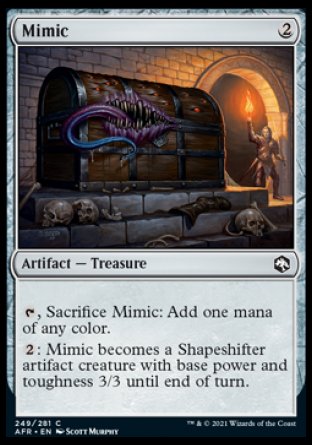 Mimic 2
Artifact — Treasure
, Sacrifice Mimic: Add one mana
of any color.
2: Mimic becomes a Shapeshifter
artifact creature with base power and
toughness 3/3 until end of turn.
249/281 C
AFR • EN Scott Murphy
™ & © 2021 Wizards of the Coast